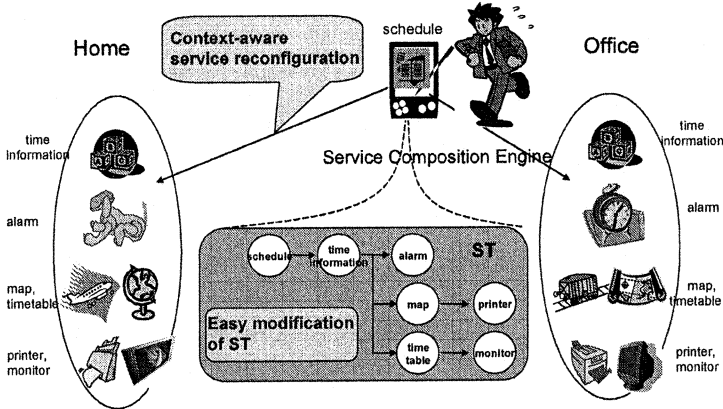 schedule
Home
Context-aware
service reconfiguration
Office
time
Information
alarm
map,
timetable
printer,
monitor
Service Composition Engine
time
information
alarm
map,
timetable
printer,
monitor
ST
schedule
time
information
alarm
map
printer
time
table
monitor
Easy modification
of ST